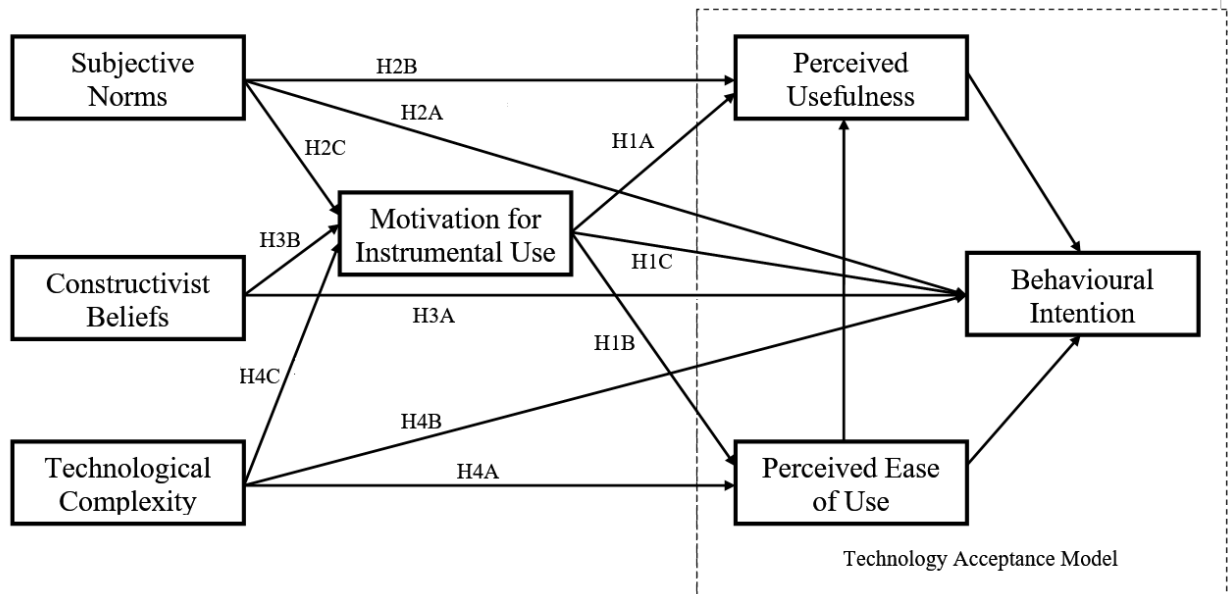 Subjective
Norms
H2B
Perceived
Usefulness
H2A
H2C
H1A
Motivation for
Instrumental Use
H3B
H1C
Constructivist
Beliefs
H3A
Behavioural
Intention
H1B
H4C
H4B
Technological
Complexity
H4A
Perceived Ease
of Use
Technology Acceptance Model